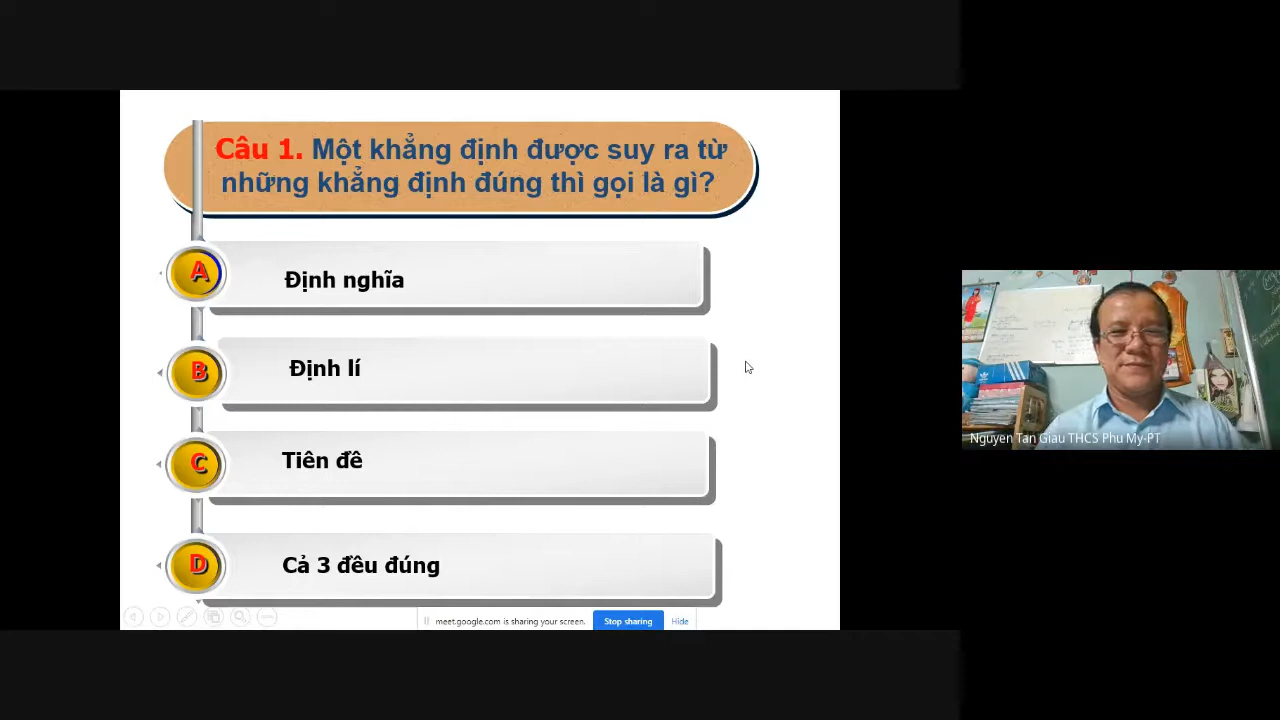 Câu 1. Một khẳng định được suy ra từ
những khẳng định đúng thì gọi là gì?
A
Định nghĩa
B
Định lí
C
Tiên đề
D
Cả 3 đều đúng
meet.google.com is sharing your screen.
Stop sharing
Hide
Nguyen Tan Giau THCS Phu My-PT